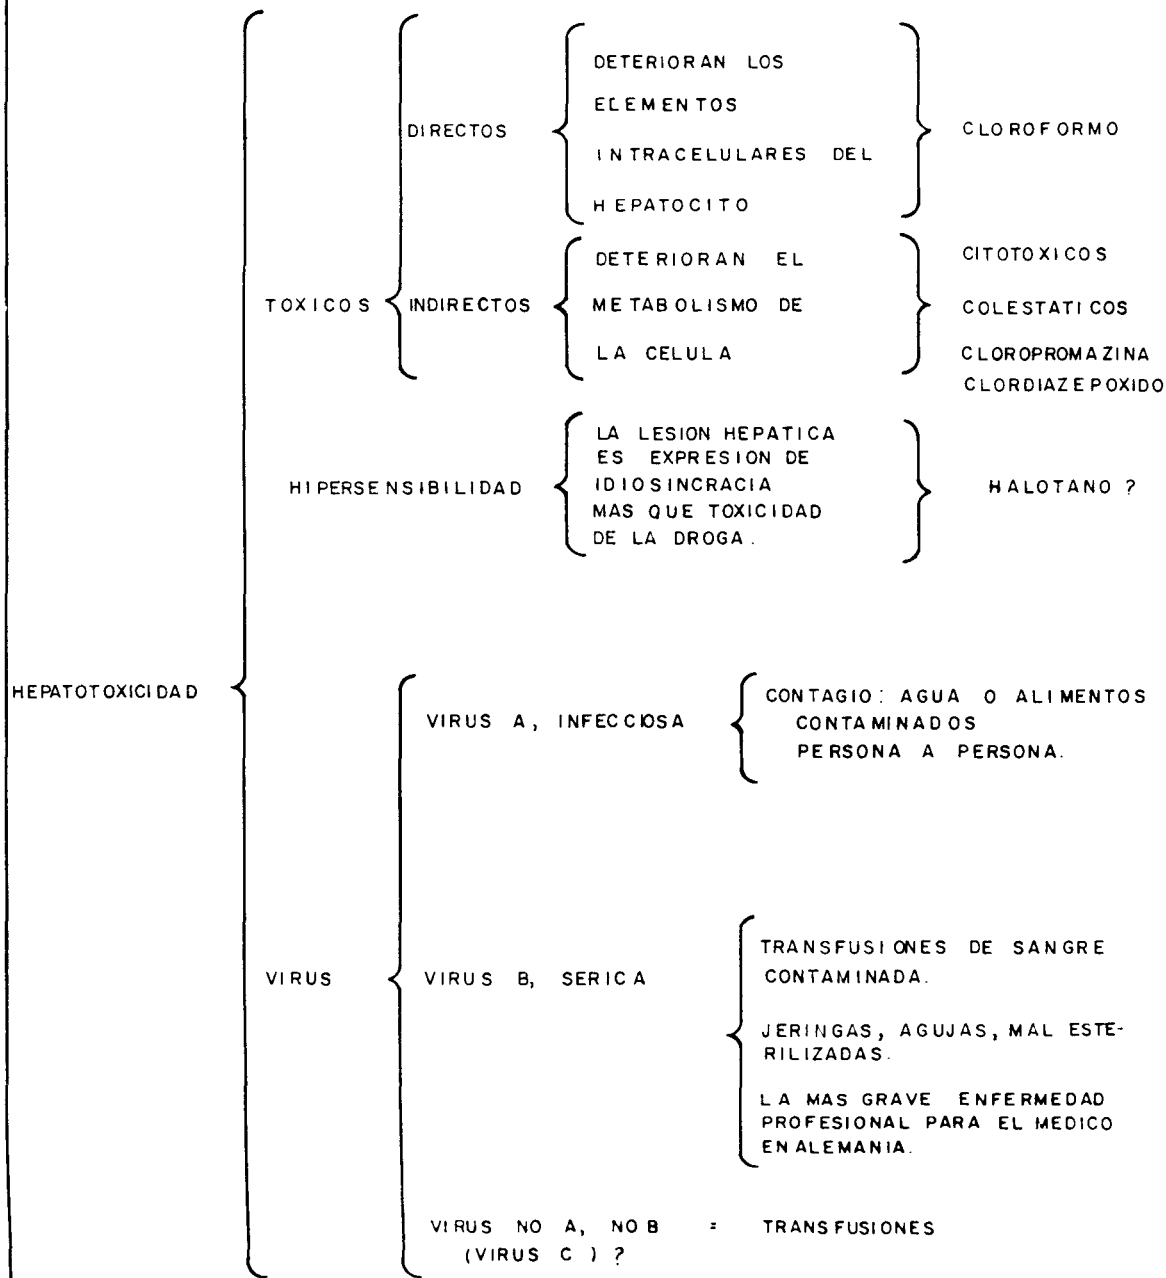 DETERIORAN LOS
ELEMENTOS
DIRECTOS
CLOROFORMO
INTRACELULARES DEL
HEPATOCITO
DETERIORAN EL
CITOTOXICOS
TOXICOS
INDIRECTOS
METABOLISMO DE
COLESTATICOS
LA CELULA
CLOROPROMAZINA
CLORDIAZEPOXIDO
LA LESION HEPATICA
ES EXPRESION DE
HIPERSENSIBILIDAD
IDIOSINCRACIA
HALOTANO ?
MAS QUE TOXICIDAD
DE LA DROGA.
HEPATOTOXICIDAD
VIRUS A, INFECCIOSA
CONTAGIO: AGUA O ALIMENTOS
CONTAMINADOS
PERSONA A PERSONA.
VIRUS
VIRUS B, SERICA
TRANSFUSIONES DE SANGRE
CONTAMINADA.
JERINGAS, AGUJAS, MAL ESTE-
RILIZADAS.
LA MAS GRAVE ENFERMEDAD
PROFESIONAL PARA EL MEDICO
EN ALEMANIA.
VIRUS NO A, NO B = TRANSFUSIONES
(VIRUS C ) ?